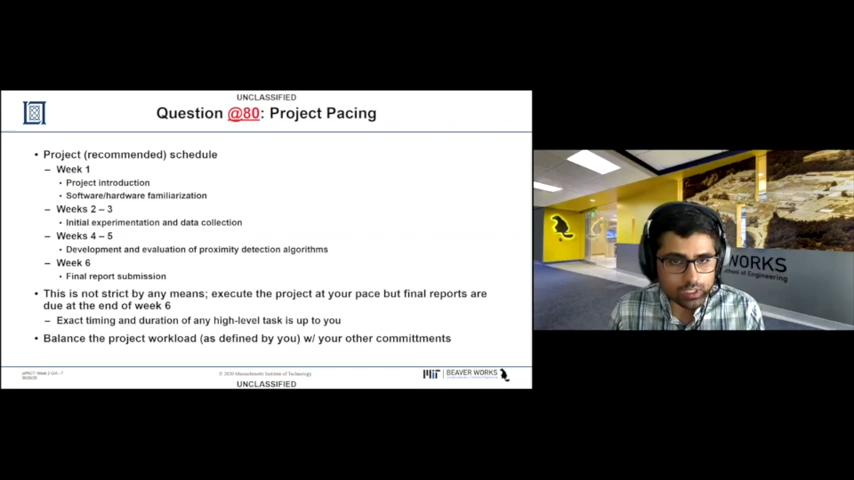 UNCLASSIFIED
Question @80: Project Pacing
• Project (recommended) schedule
– Week 1
• Project introduction
• Software/hardware familiarization
– Weeks 2 – 3
• Initial experimentation and data collection
– Weeks 4 – 5
• Development and evaluation of proximity detection algorithms
– Week 6
• Final report submission
• This is not strict by any means; execute the project at your pace but final reports are
due at the end of week 6
– Exact timing and duration of any high-level task is up to you
• Balance the project workload (as defined by you) w/ your other committments
© 2020 Massachusetts Institute of Technology
MIT BEAVER WORKS
UNCLASSIFIED
WORKS
School of Engineering